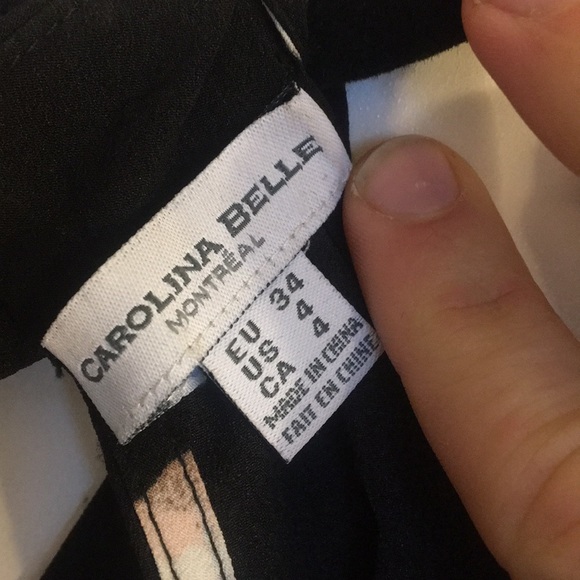 CAROLINA BELLE
MONTRÉAL
EU 34
US 4
CA 4
MADE IN CHINA
FAIT EN CHINE